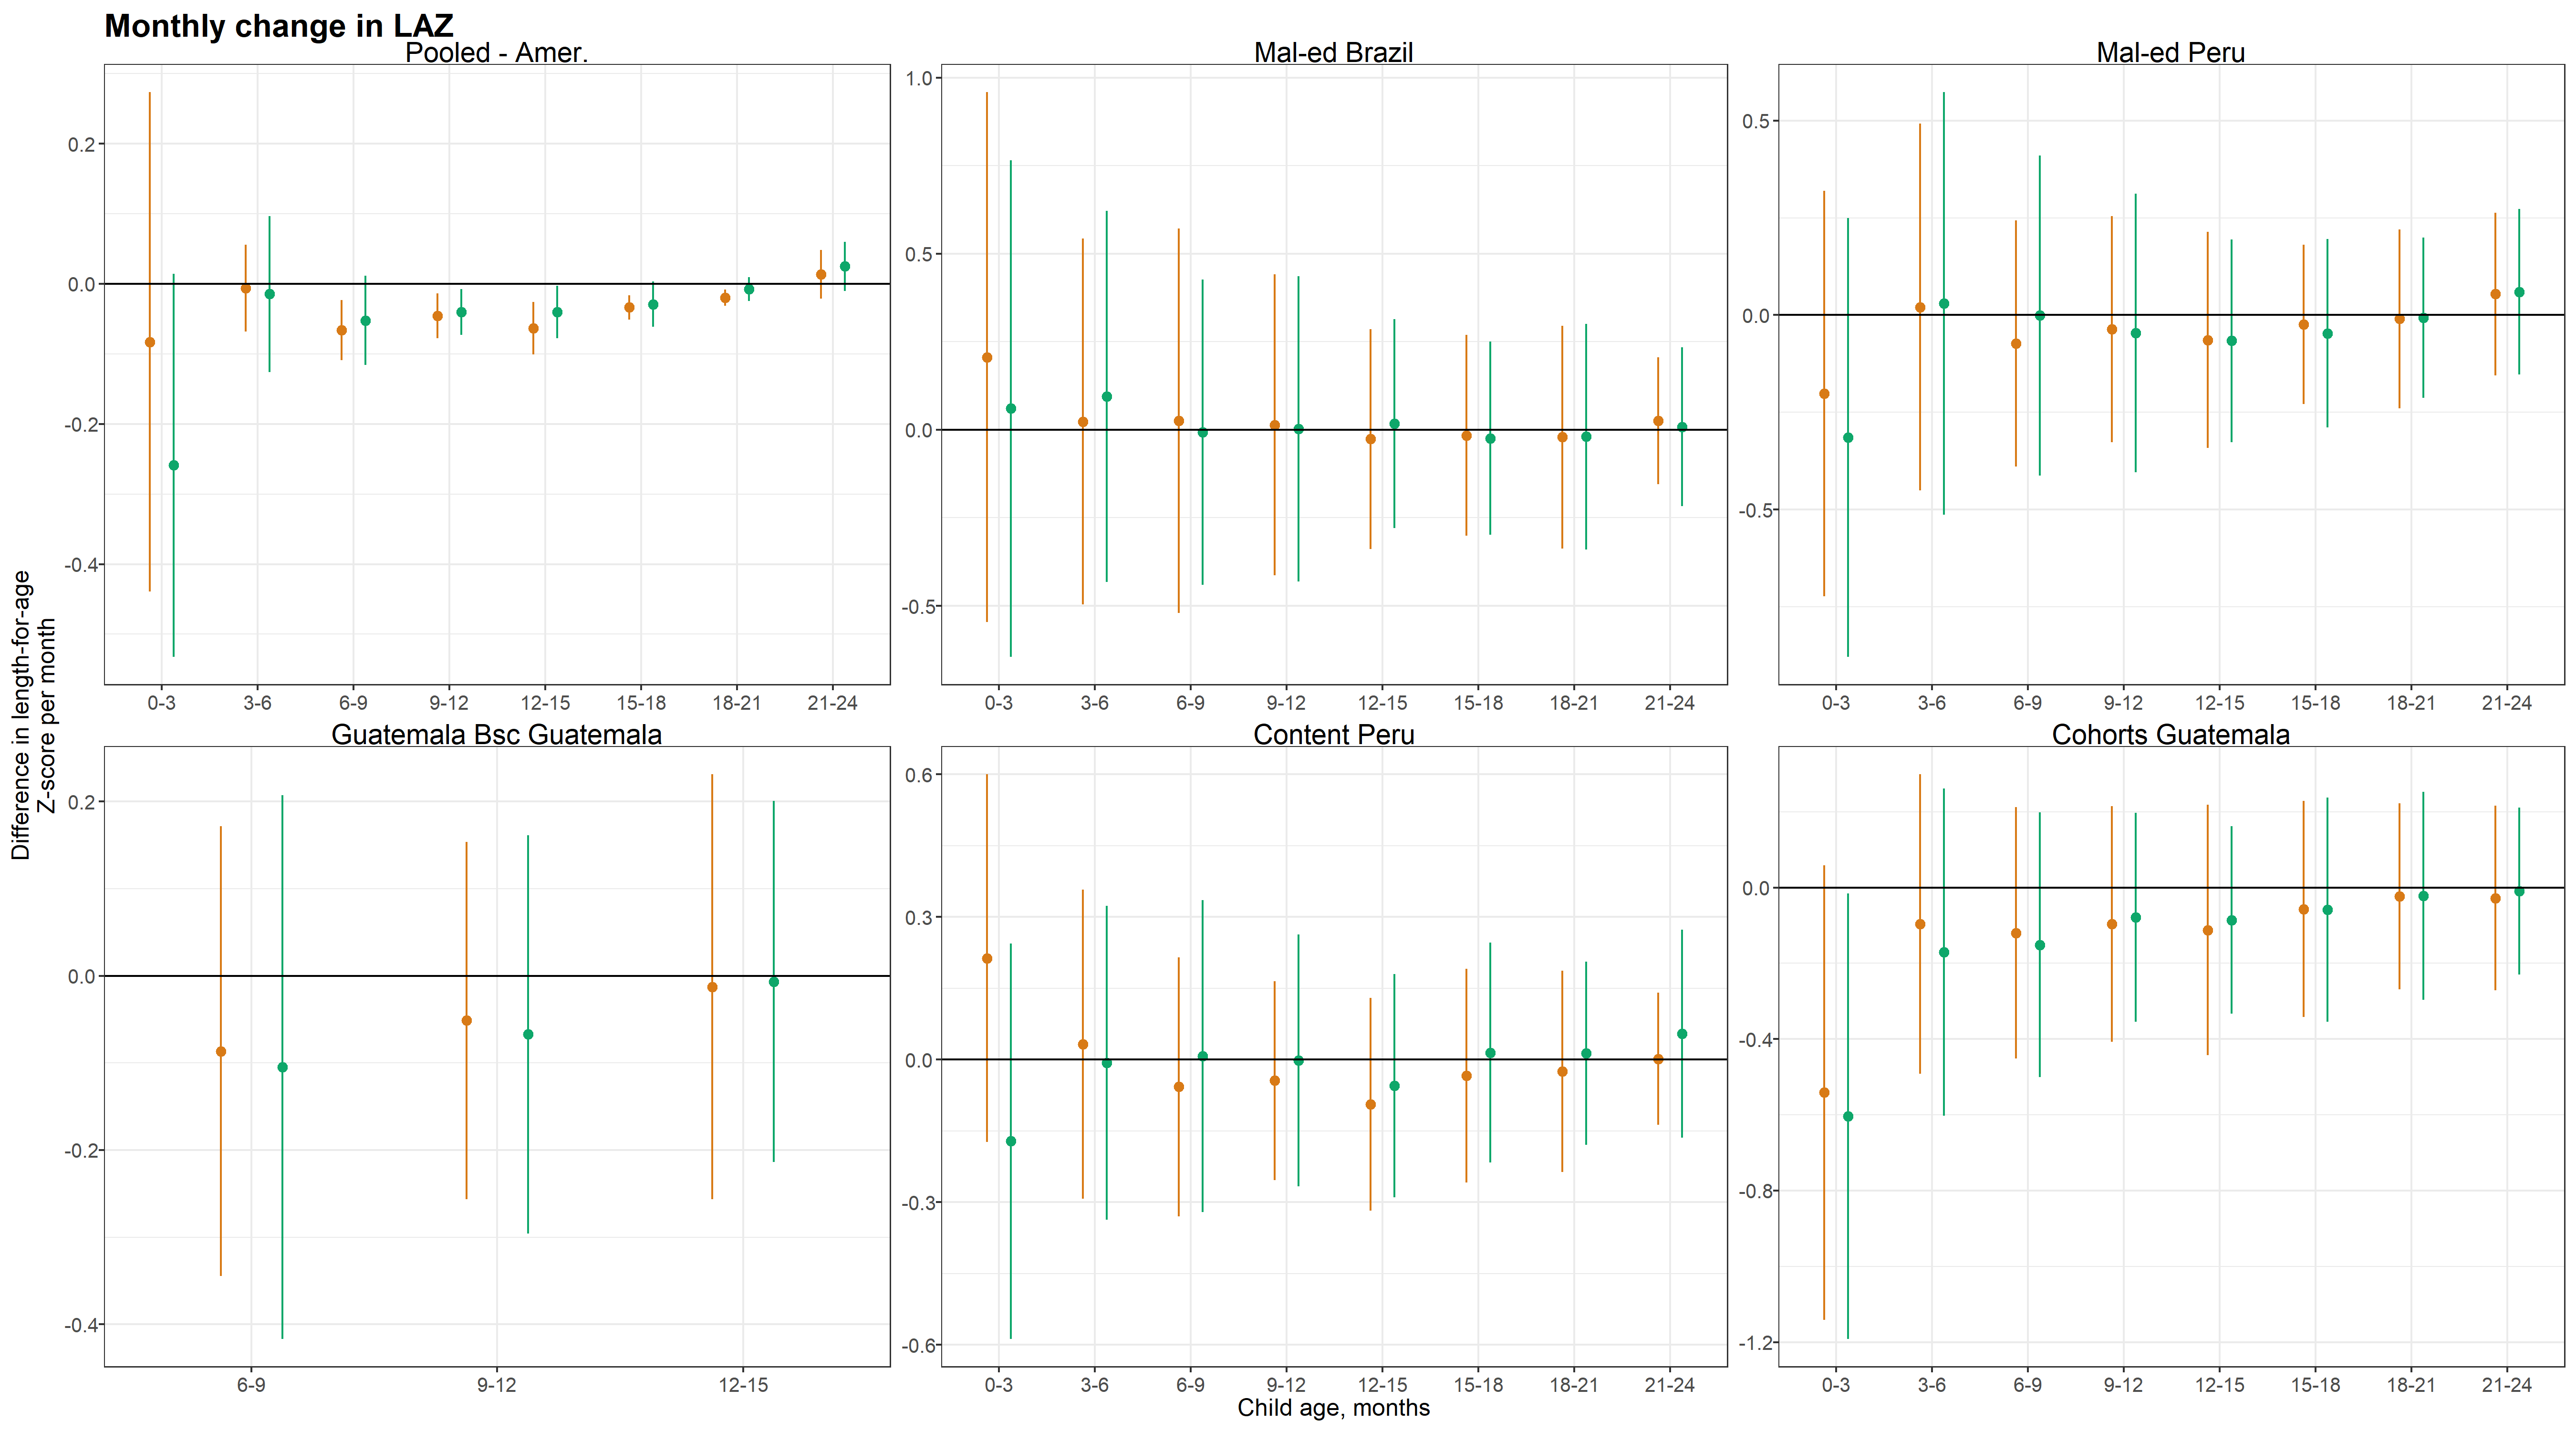 Monthly change in LAZ
Pooled - Amer.
Mal-ed Brazil
Mal-ed Peru
0.2
0.0
-0.2
-0.4
1.0
0.5
0.0
-0.5
0.5
0.0
-0.5
0-3 3-6 6-9 9-12 12-15 15-18 18-21 21-24
0-3 3-6 6-9 9-12 12-15 15-18 18-21 21-24
0-3 3-6 6-9 9-12 12-15 15-18 18-21 21-24
Difference in length-for-age
Z-score per month
Guatemala Bsc Guatemala
Content Peru
Cohorts Guatemala
0.2
0.0
-0.2
-0.4
0.6
0.3
0.0
-0.3
-0.6
0.0
-0.4
-0.8
-1.2
6-9 9-12 12-15
0-3 3-6 6-9 9-12 12-15 15-18 18-21 21-24
0-3 3-6 6-9 9-12 12-15 15-18 18-21 21-24
Child age, months